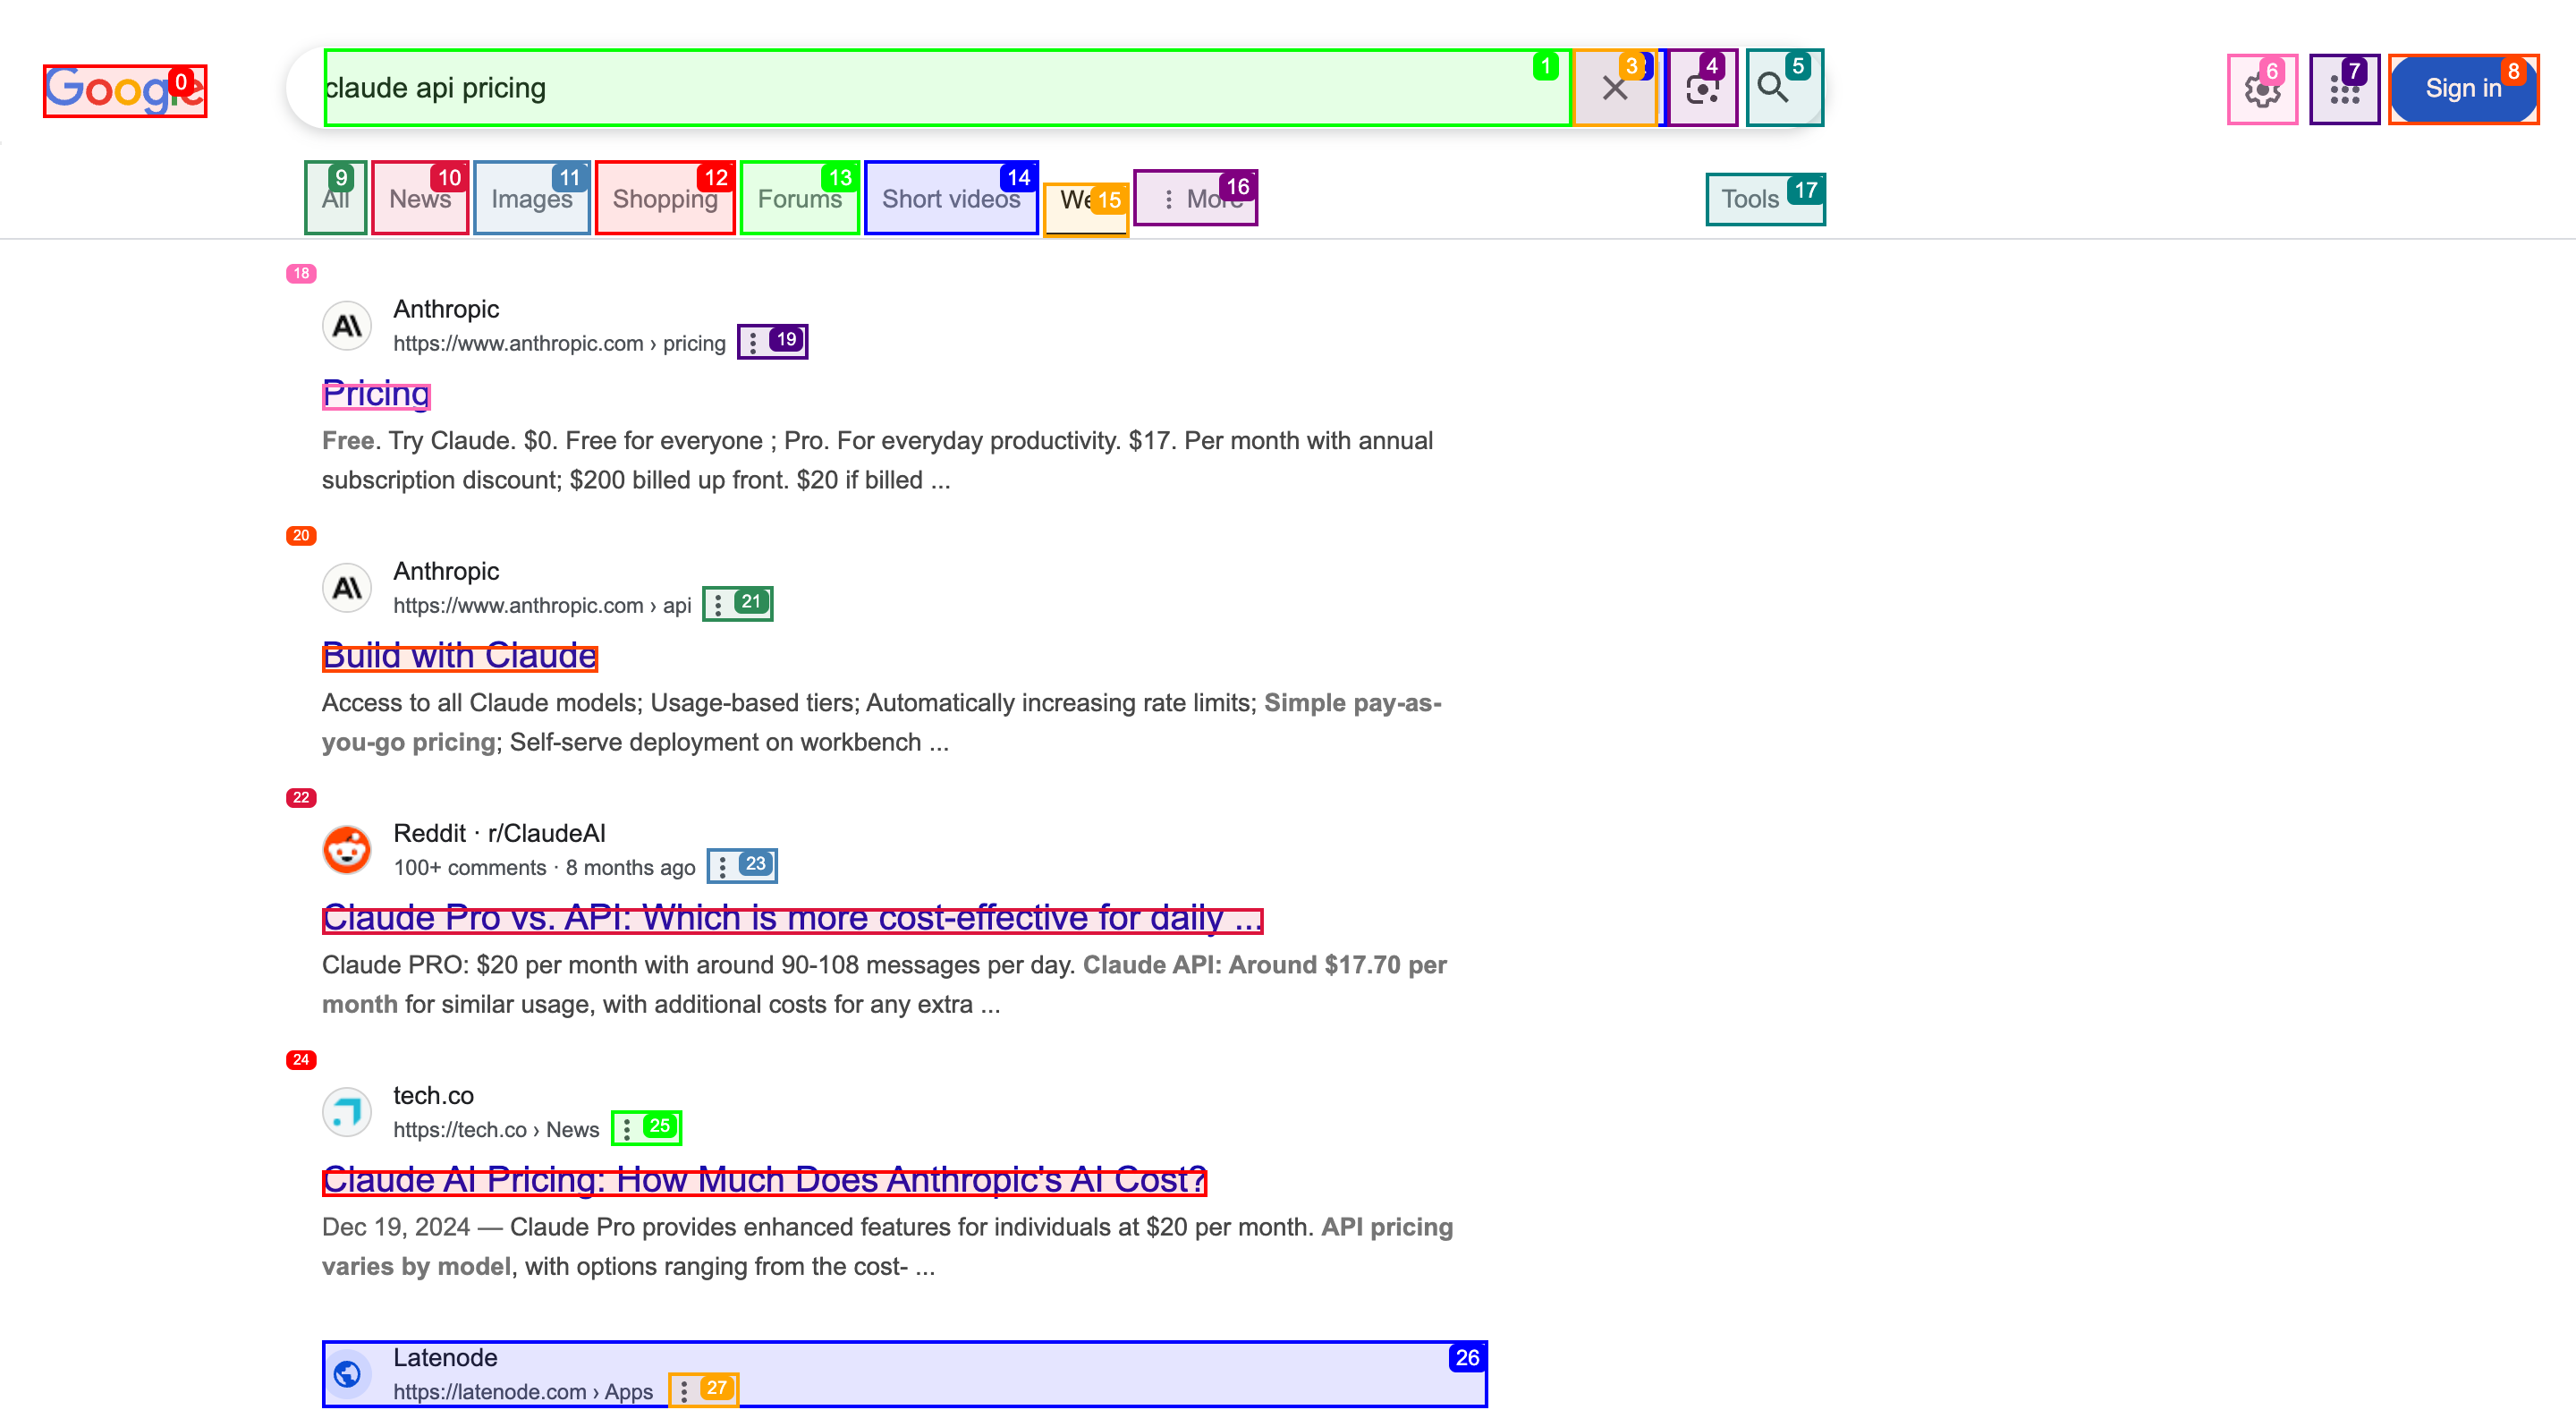 Google 0
claude api pricing 1 3 4 5
6 7 Sign in 8
All 9 News 10 Images 11 Shopping 12 Forums 13 Short videos 14 15 More 16 Tools 17
18
Anthropic
https://www.anthropic.com › pricing 19
Pricing
Free. Try Claude. $0. Free for everyone ; Pro. For everyday productivity. $17. Per month with annual
subscription discount; $200 billed up front. $20 if billed ...
20
Anthropic
https://www.anthropic.com › api 21
Build with Claude
Access to all Claude models; Usage-based tiers; Automatically increasing rate limits; Simple pay-as-
you-go pricing; Self-serve deployment on workbench ...
22
Reddit · r/ClaudeAI
100+ comments · 8 months ago 23
Claude Pro vs. API: Which is more cost-effective for daily ...
Claude PRO: $20 per month with around 90-108 messages per day. Claude API: Around $17.70 per
month for similar usage, with additional costs for any extra ...
24
tech.co
https://tech.co › News 25
Claude AI Pricing: How Much Does Anthropic's AI Cost?
Dec 19, 2024 — Claude Pro provides enhanced features for individuals at $20 per month. API pricing
varies by model, with options ranging from the cost- ...
Latenode 26
https://latenode.com › Apps 27